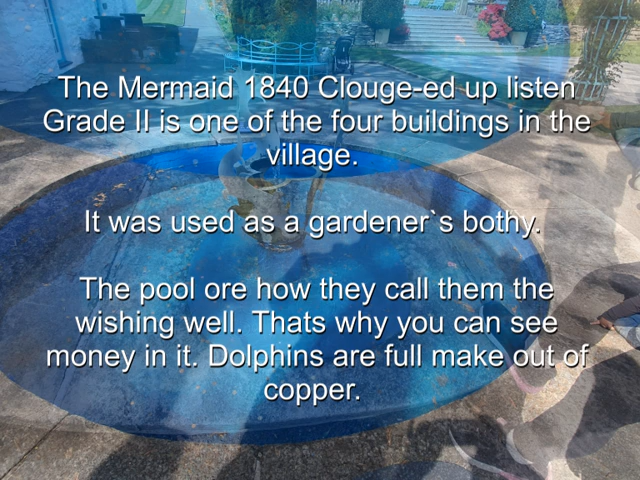 The Mermaid 1840 Clouge-ed up listen
Grade II is one of the four buildings in the
village.
It was used as a gardener`s bothy.
The pool ore how they call them the
wishing well. Thats why you can see
money in it. Dolphins are full make out of
copper.